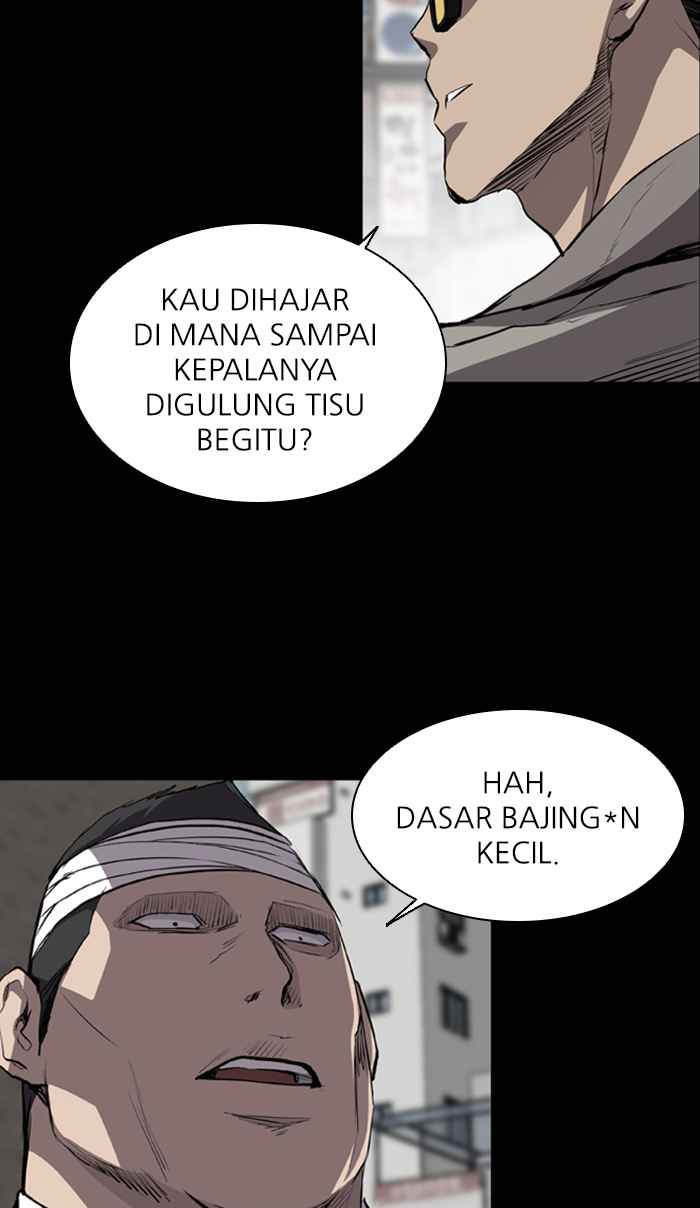 KAU DIHAJAR
DI MANA SAMPAI
KEPALANYA
DIGULUNG TISU
BEGITU?
HAH,
DASAR BAJING*N
KECIL.